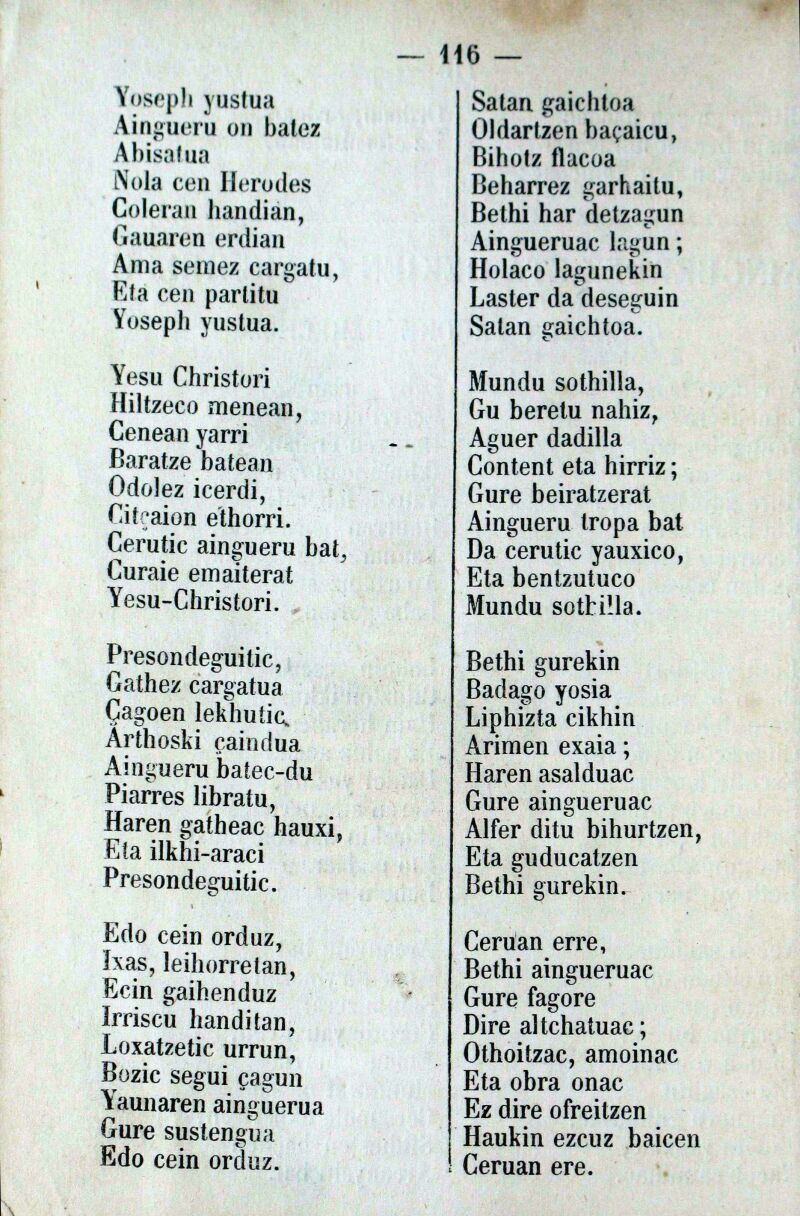 — 116 —
Yoseph yustua
Aingueru on batez
Abisatua
Nola cen Herodes
Coleran handian,
Gauaren erdian
Ama semez cargatu,
Eta cen partitu
Yoseph yustua.
Yesu Christori
Hiltzeco menean,
Cenean yarri
Baratze batean
Odolez icerdi,
Citçaion ethorri.
Cerutic aingueru bat,
Curaie emaiterat
Yesu-Christori.
Presondeguitic,
Gathez cargatua
Çagoen lekhutic,
Arthoski çaindua
Aingueru batec-du
Piarres libratu,
Haren gatheac hauxi,
Eta ilkhi-araci
Presondeguitic.
Edo cein orduz,
Ixas, leihorretan,
Ecin gaihenduz
Irriscu handitan,
Loxatzetic urrun,
Bozic segui çagun
Yaunaren ainguerua
Gure sustengua
Edo cein orduz.
Satan gaichtoa
Oldartzen baçaicu,
Bihotz flacoa
Beharrez garhaitu,
Bethi har detzagun
Aingueruac lagun ;
Holaco lagunekin
Laster da deseguin
Satan gaichtoa.
Mundu sothilla,
Gu beretu nahiz,
Aguer dadilla
Content eta hirriz ;
Gure beiratzerat
Aingueru tropa bat
Da cerutic yauxico,
Eta bentzutuco
Mundu sothilla.
Bethi gurekin
Badago yosia
Liphizta cikhin
Arimen exaia ;
Haren asalduac
Gure aingueruac
Alfer ditu bihurtzen,
Eta guducatzen
Bethi gurekin.
Ceruan erre,
Bethi aingueruac
Gure fagore
Dire altchatuac ;
Othoitzac, amoinac
Eta obra onac
Ez dire ofreitzen
Haukin ezcuz baicen
Ceruan ere.